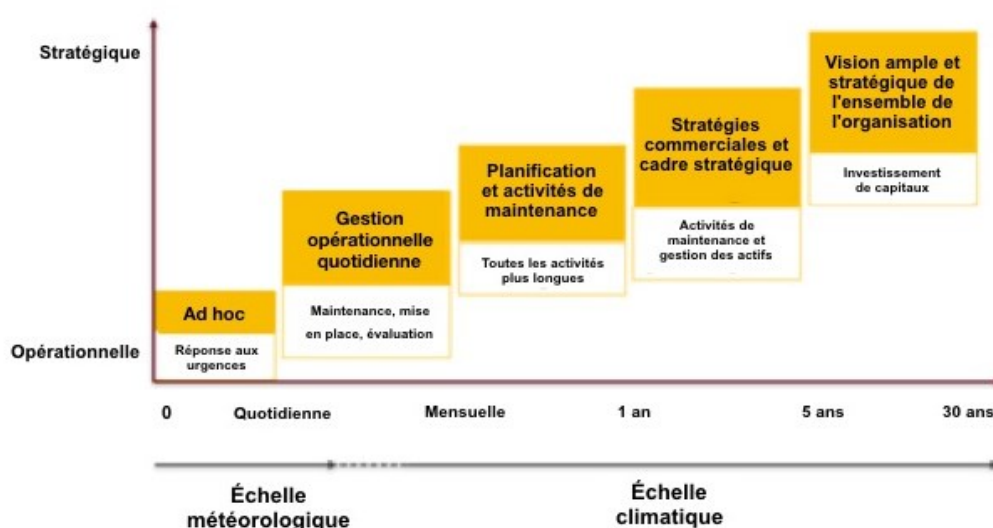 Stratégique
Vision ample et
stratégique de
l'ensemble de
l'organisation
Investissement
de capitaux
Stratégies
commerciales et
cadre stratégique
Activités de
maintenance et
gestion des actifs
Planification
et activités de
maintenance
Toutes les activités
plus longues
Gestion
opérationnelle
quotidienne
Maintenance, mise
en place, évaluation
Ad hoc
Réponse aux
urgences
Opérationnelle
0 Quotidienne Mensuelle 1 an 5 ans 30 ans
Échelle
météorologique
Échelle
climatique